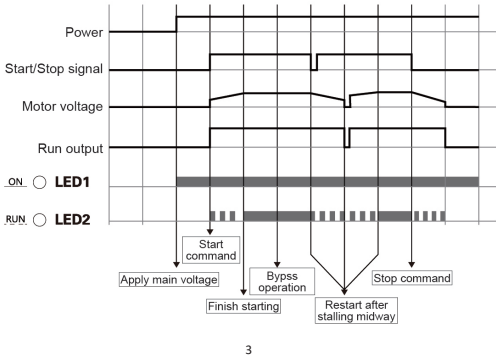 Power
Start/Stop signal
Motor voltage
Run output
ON LED1
RUN LED2
Start
command
Apply main voltage
Bypss
operation
Stop command
Finish starting
Restart after
stalling midway
3